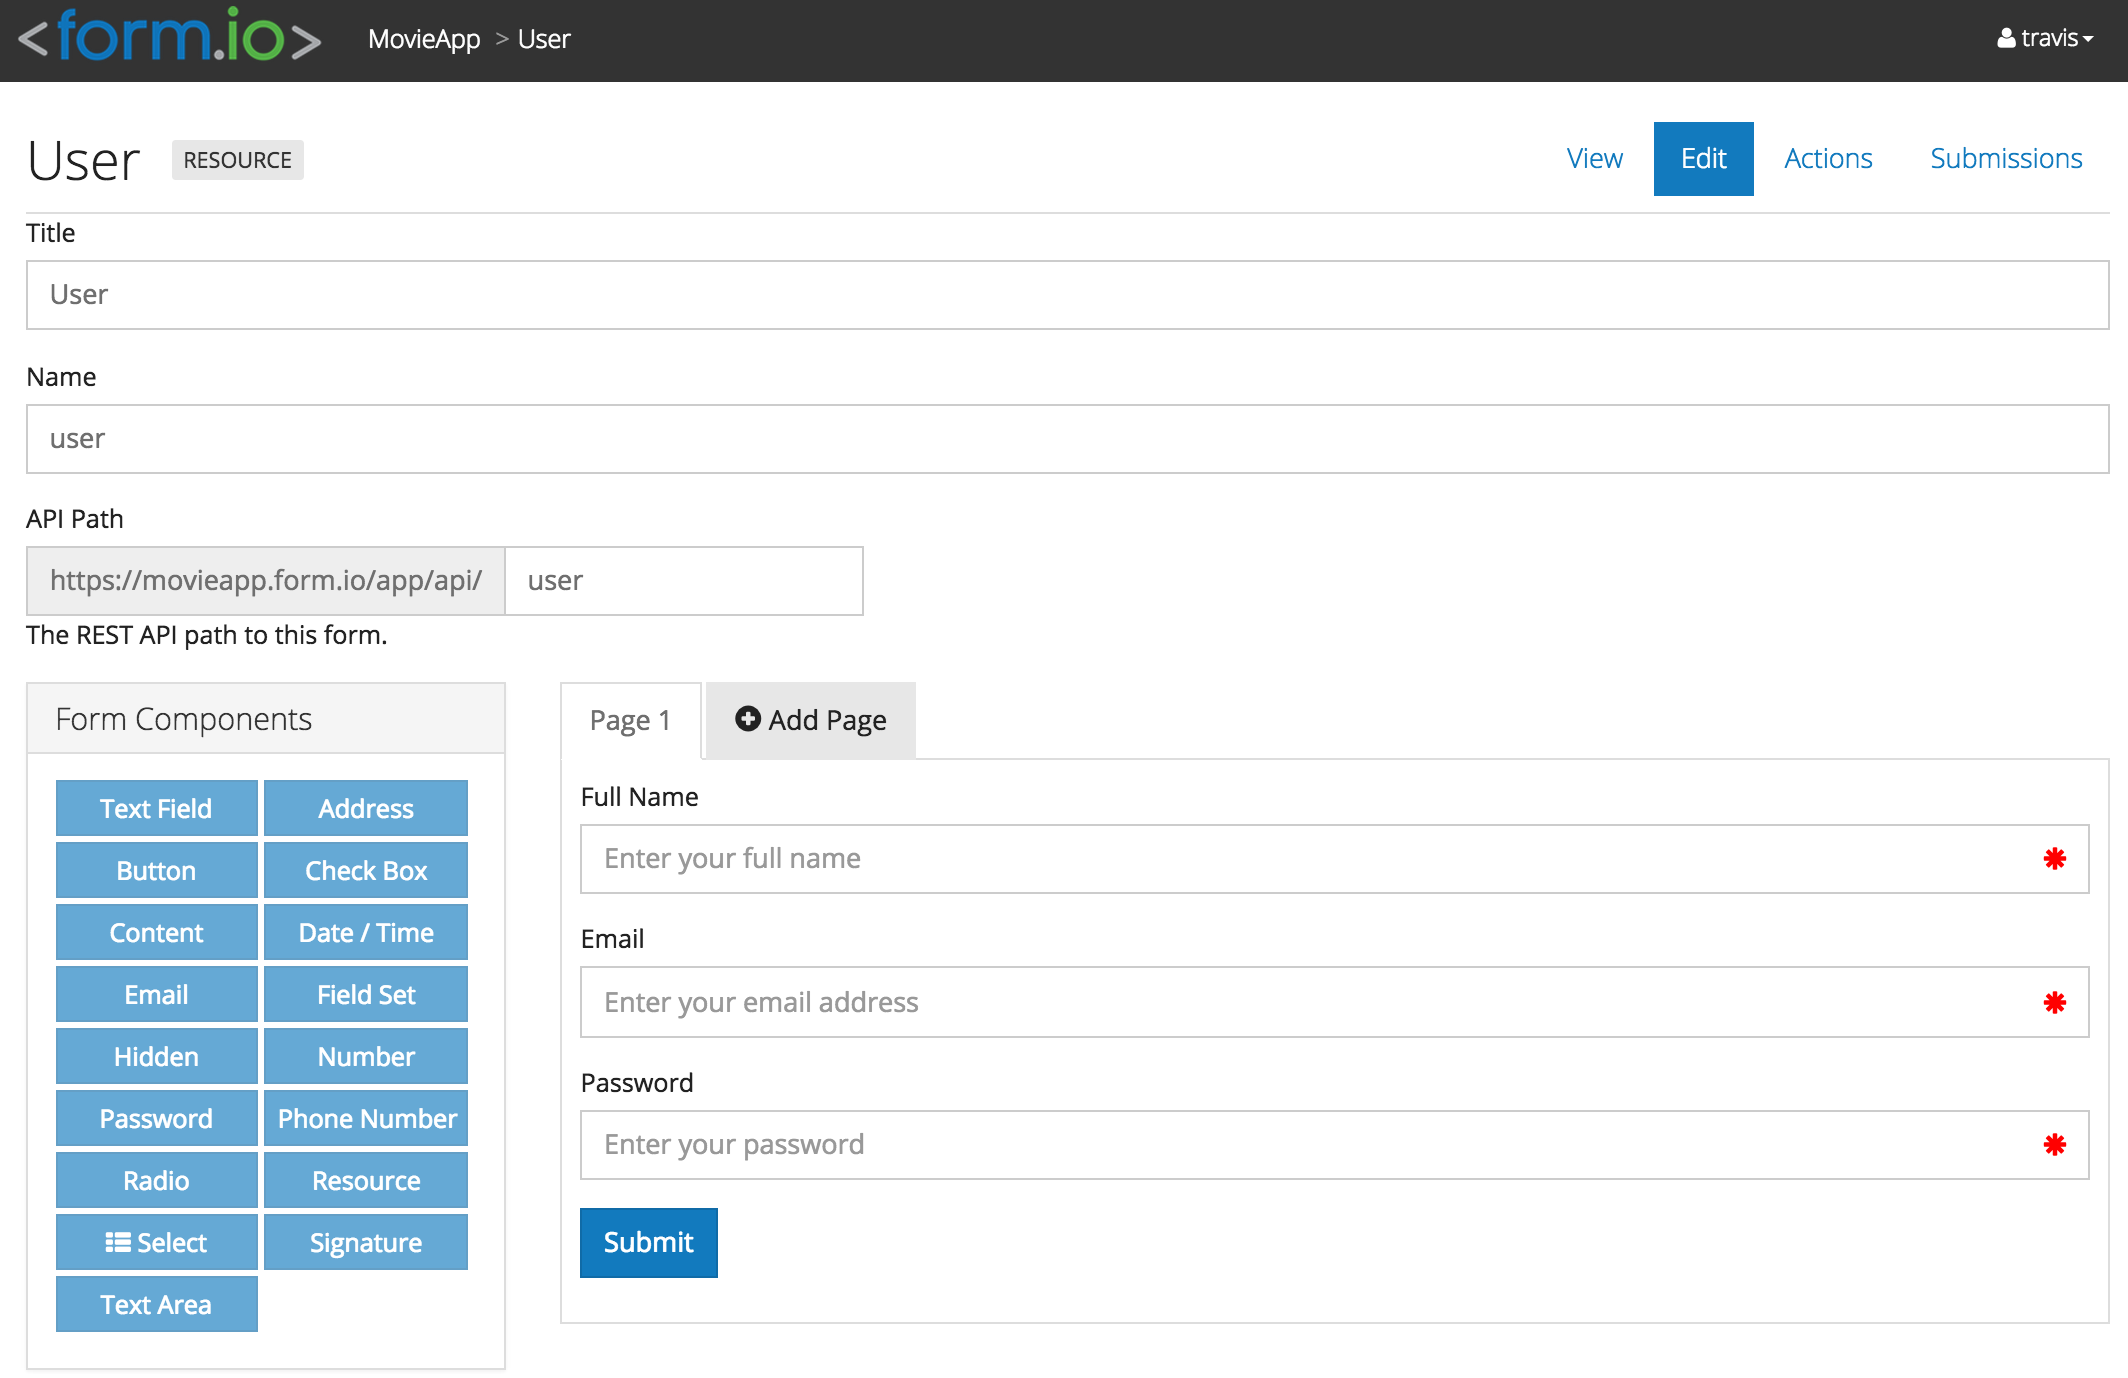 <form.io> MovieApp > User travis
User RESOURCE View Edit Actions Submissions
Title
User
Name
user
API Path
https://movieapp.form.io/app/api/ user
The REST API path to this form.
Form Components
Text Field Address
Button Check Box
Content Date / Time
Email Field Set
Hidden Number
Password Phone Number
Radio Resource
Select Signature
Text Area
Page 1 Add Page
Full Name
Enter your full name *
Email
Enter your email address *
Password
Enter your password *
Submit